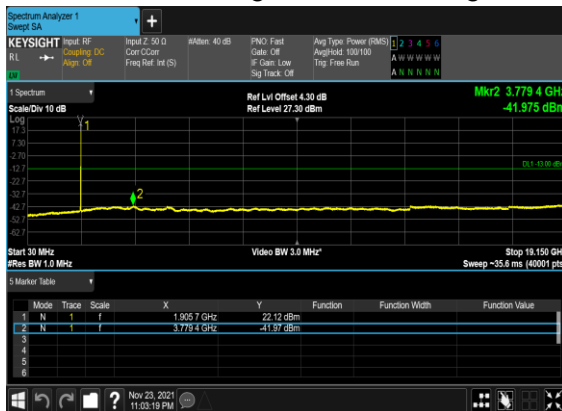 Spectrum Analyzer 1
Swept SA
KEYSIGHT Input: RF Input Z: 50 Ω #Atten: 40 dB PNO: Fast Avg Type: Power (RMS) 1 2 3 4 5 6
RL Coupling: DC Corr CCorr Gate: Off Avg|Hold: 100/100 A W W W W W
Align: Off Freq Ref: Int (S) IF Gain: Low Trig: Free Run
Sig Track: Off A N N N N N
1 Spectrum Ref Lvl Offset 4.30 dB Mkr2 3.779 4 GHz
Scale/Div 10 dB Ref Level 27.30 dBm -41.975 dBm
Log
17.3
7.30
-2.70
-12.7
-22.7
-32.7
-42.7
-52.7
-62.7
1
2
DL1 -13.00 dBm
Start 30 MHz Video BW 3.0 MHz* Stop 19.150 GHz
#Res BW 1.0 MHz Sweep ~35.6 ms (40001 pts)
5 Marker Table
Mode Trace Scale X Y Function Function Width Function Value
1 N 1 f 1.905 7 GHz 22.12 dBm
2 N 1 f 3.779 4 GHz -41.97 dBm
3
4
5
6
? Nov 23, 2021
11:03:19 PM